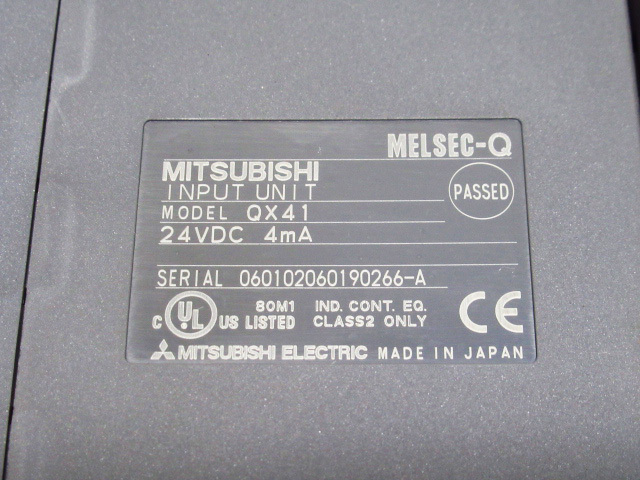 MELSEC-Q
MITSUBISHI
INPUT UNIT
PASSED
MODEL QX41
24VDC 4mA
SERIAL 060102060190266-A
C UL US LISTED 80M1 IND. CONT. EQ.
CLASS2 ONLY
CE
MITSUBISHI ELECTRIC MADE IN JAPAN